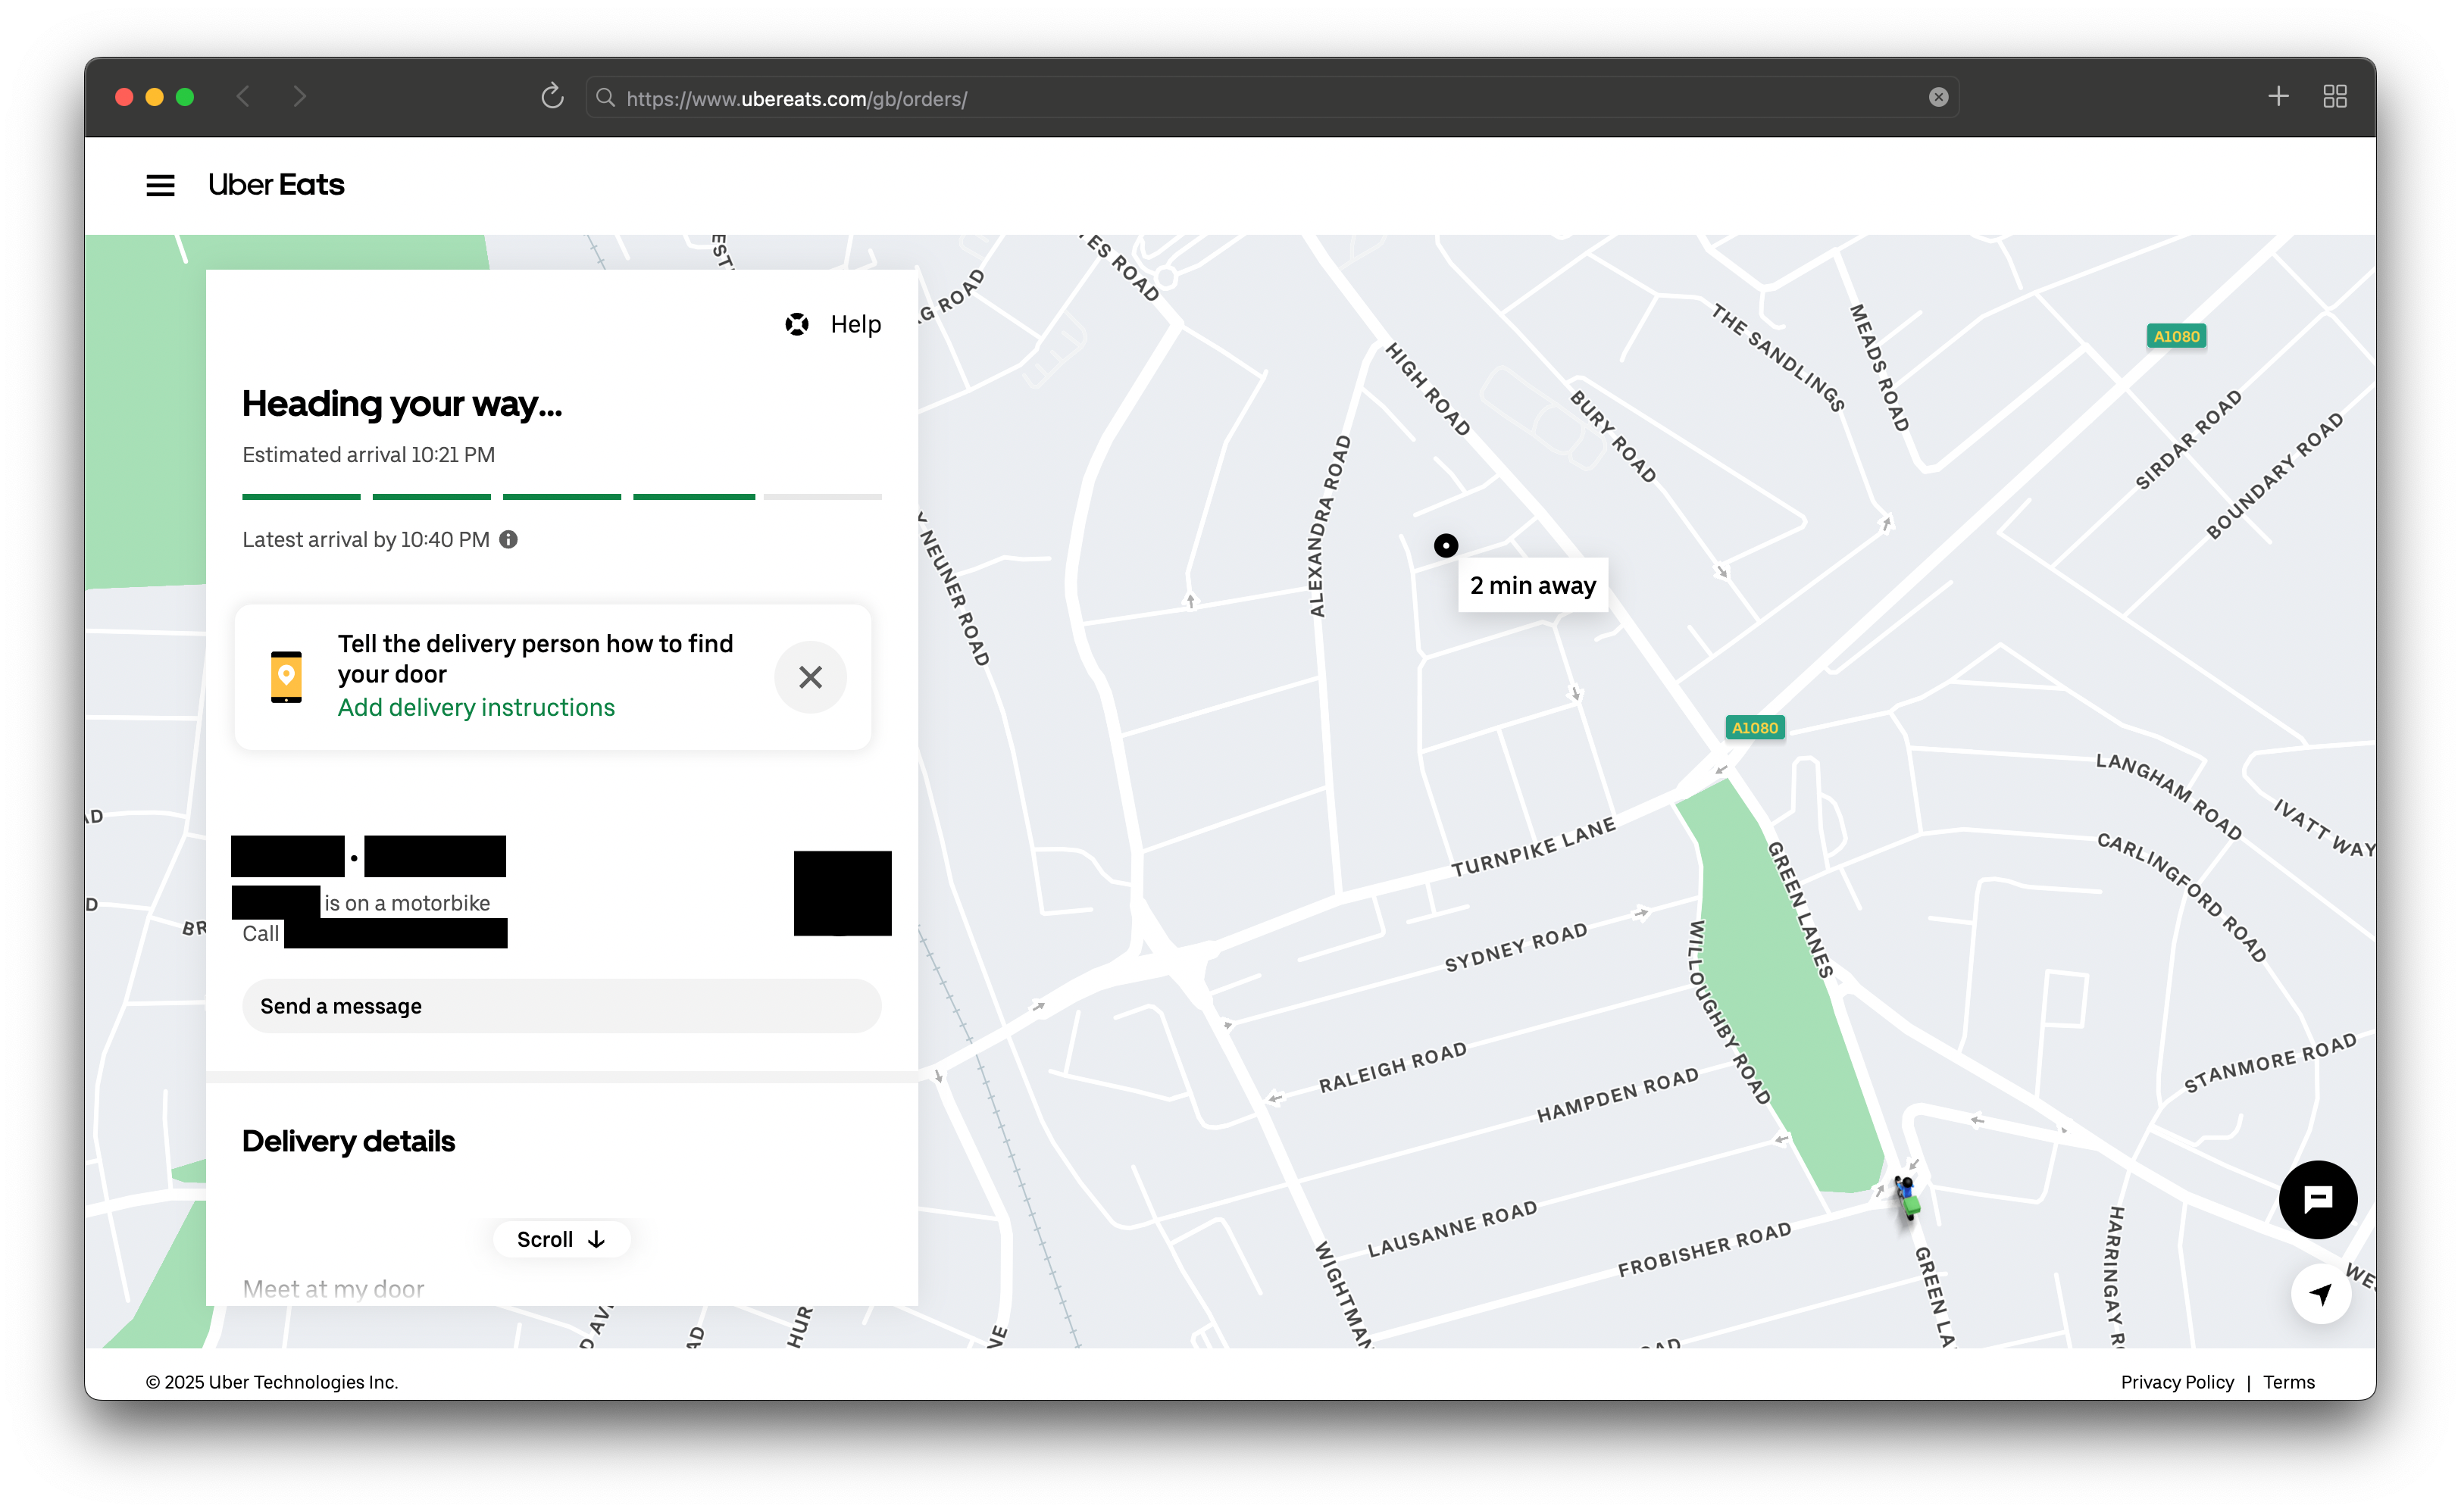 https://www.ubereats.com/gb/orders/
Uber Eats
Help
Heading your way...
Estimated arrival 10:21 PM
Latest arrival by 10:40 PM
Tell the delivery person how to find
your door
Add delivery instructions
is on a motorbike
Call
Send a message
Delivery details
Scroll
Meet at my door
HIGH ROAD
THE SANDLINGS
MEADS ROAD
A1080
BURY ROAD
SIRDAR ROAD
BOUNDARY ROAD
ALEXANDRA ROAD
NEUNER ROAD
2 min away
A1080
LANGHAM ROAD
IVATT WAY
TURNPIKE LANE
GREEN LANES
CARLINGFORD ROAD
SYDNEY ROAD
WILLOUGHBY ROAD
RALEIGH ROAD
HAMPDEN ROAD
STANMORE ROAD
LAUSANNE ROAD
FROBISHER ROAD
WIGHTMAN
GREEN LA
HARRINGAY R
© 2025 Uber Technologies Inc.
Privacy Policy | Terms